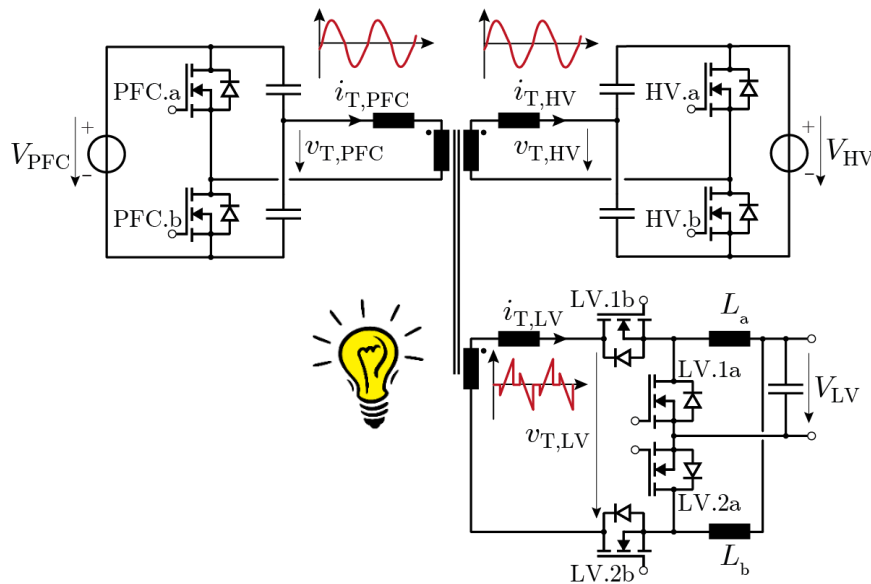 i_T,PFC
i_T,HV
PFC.a
HV.a
V_PFC
+
-
v_T,PFC
v_T,HV
+
-
V_HV
PFC.b
HV.b
LV.1b
i_T,LV
L_a
LV.1a
V_LV
v_T,LV
LV.2a
LV.2b
L_b